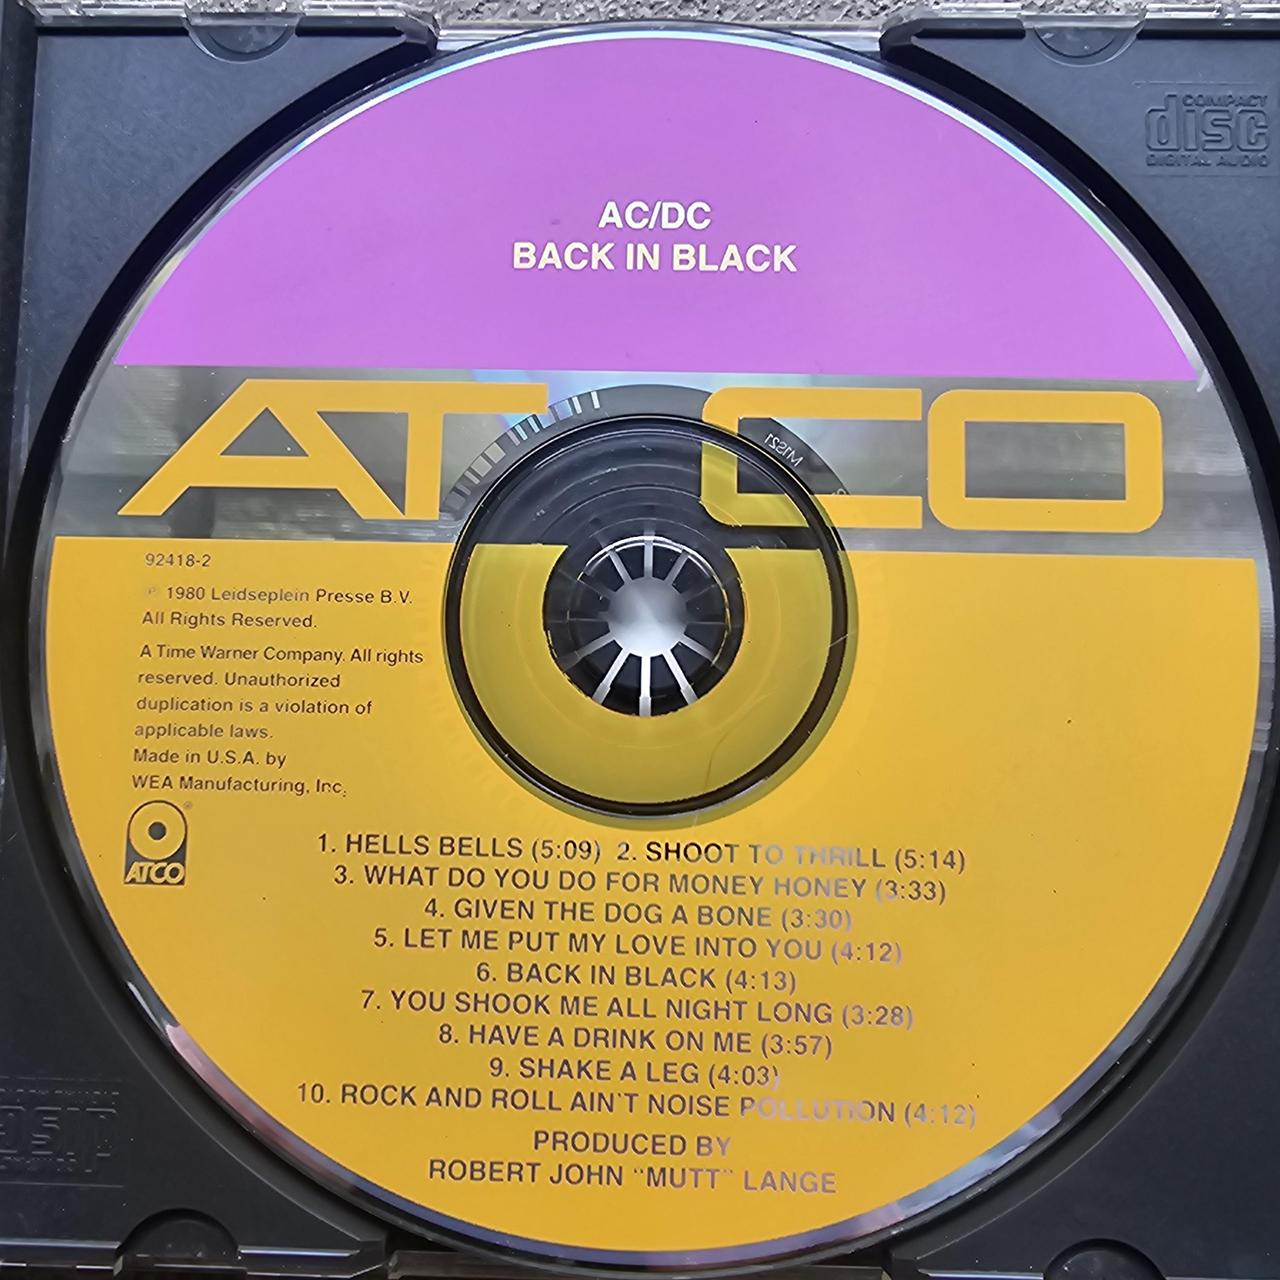 COMPACT
disc
DIGITAL AUDIO
AC/DC
BACK IN BLACK
ATCO
M1S21
92418-2
℗ 1980 Leidseplein Presse B.V.
All Rights Reserved.
A Time Warner Company. All rights
reserved. Unauthorized
duplication is a violation of
applicable laws.
Made in U.S.A. by
WEA Manufacturing, Inc.
ATCO
®
1. HELLS BELLS (5:09) 2. SHOOT TO THRILL (5:14)
3. WHAT DO YOU DO FOR MONEY HONEY (3:33)
4. GIVEN THE DOG A BONE (3:30)
5. LET ME PUT MY LOVE INTO YOU (4:12)
6. BACK IN BLACK (4:13)
7. YOU SHOOK ME ALL NIGHT LONG (3:28)
8. HAVE A DRINK ON ME (3:57)
9. SHAKE A LEG (4:03)
10. ROCK AND ROLL AIN'T NOISE POLLUTION (4:12)
PRODUCED BY
ROBERT JOHN "MUTT" LANGE
disc